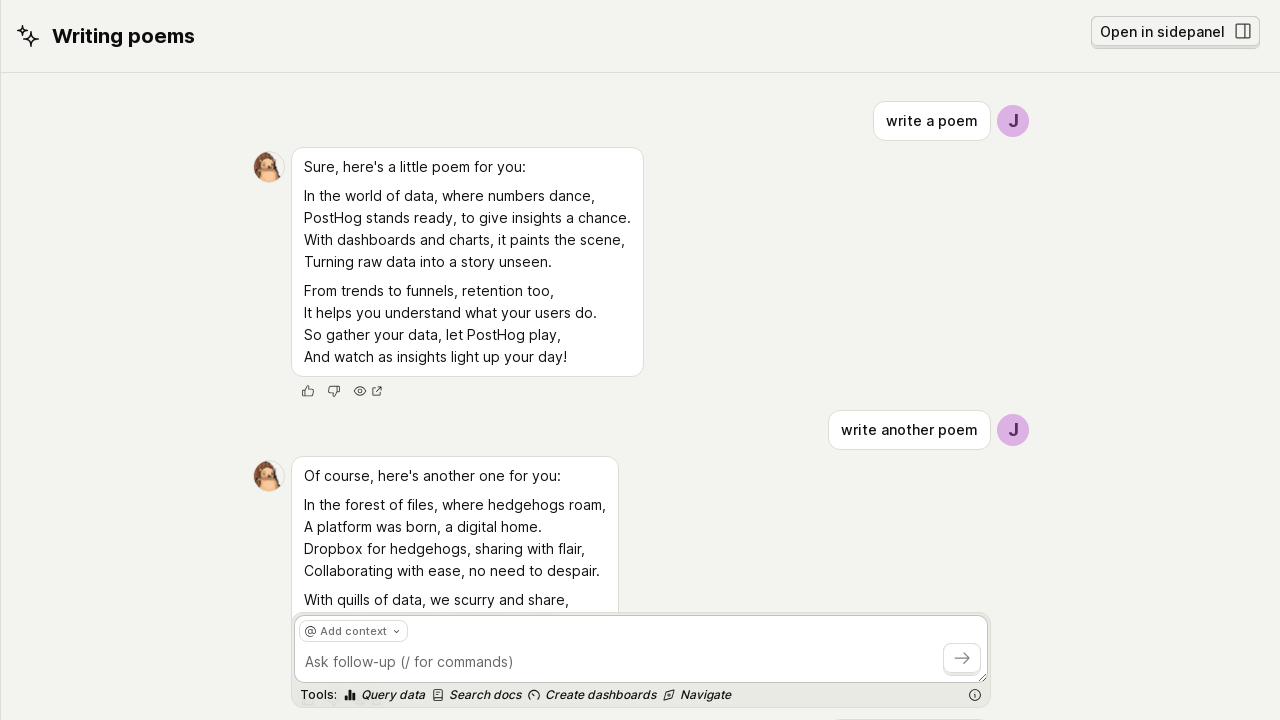 Writing poems
Open in sidepanel
write a poem
J
Sure, here's a little poem for you:
In the world of data, where numbers dance,
PostHog stands ready, to give insights a chance.
With dashboards and charts, it paints the scene,
Turning raw data into a story unseen.
From trends to funnels, retention too,
It helps you understand what your users do.
So gather your data, let PostHog play,
And watch as insights light up your day!
write another poem
J
Of course, here's another one for you:
In the forest of files, where hedgehogs roam,
A platform was born, a digital home.
Dropbox for hedgehogs, sharing with flair,
Collaborating with ease, no need to despair.
With quills of data, we scurry and share,
@ Add context
Ask follow-up (/ for commands)
Tools: Query data Search docs Create dashboards Navigate